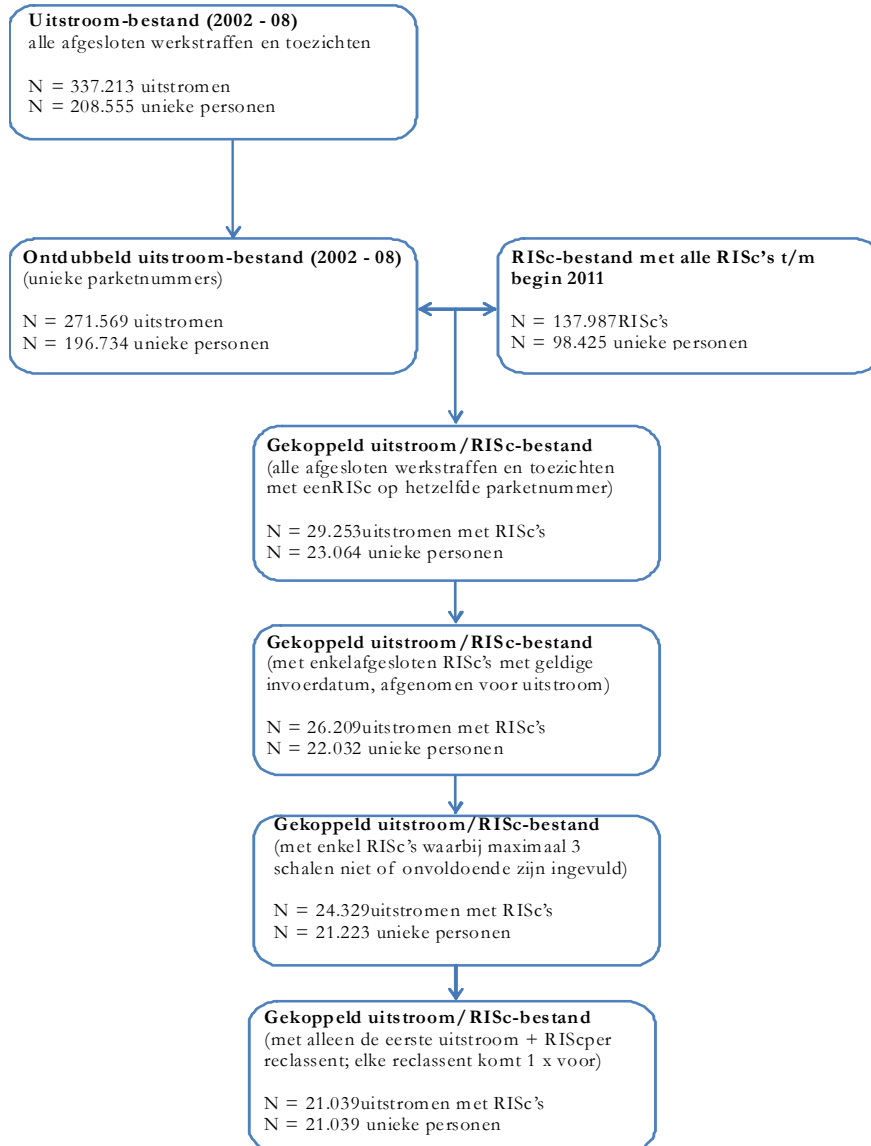 Uitstroom-bestand (2002 - 08)
alle afgesloten werkstraffen en toezichten
N = 337.213 uitstromen
N = 208.555 unieke personen
Ontdubbeld uitstroom-bestand (2002 - 08)
(unieke parketnummers)
N = 271.569 uitstromen
N = 196.734 unieke personen
RISc-bestand met alle RISc's t/m
begin 2011
N = 137.987RISc's
N = 98.425 unieke personen
Gekoppeld uitstroom/RISc-bestand
(alle afgesloten werkstraffen en toezichten
met eenRISc op hetzelfde parketnummer)
N = 29.253uitstromen met RISc's
N = 23.064 unieke personen
Gekoppeld uitstroom/RISc-bestand
(met enkelafgesloten RISc's met geldige
invoerdatum, afgenomen voor uitstroom)
N = 26.209uitstromen met RISc's
N = 22.032 unieke personen
Gekoppeld uitstroom/RISc-bestand
(met enkel RISc's waarbij maximaal 3
schalen niet of onvoldoende zijn ingevuld)
N = 24.329uitstromen met RISc's
N = 21.223 unieke personen
Gekoppeld uitstroom/RISc-bestand
(met alleen de eerste uitstroom + RIScper
reclassent; elke reclassent komt 1 x voor)
N = 21.039uitstromen met RISc's
N = 21.039 unieke personen